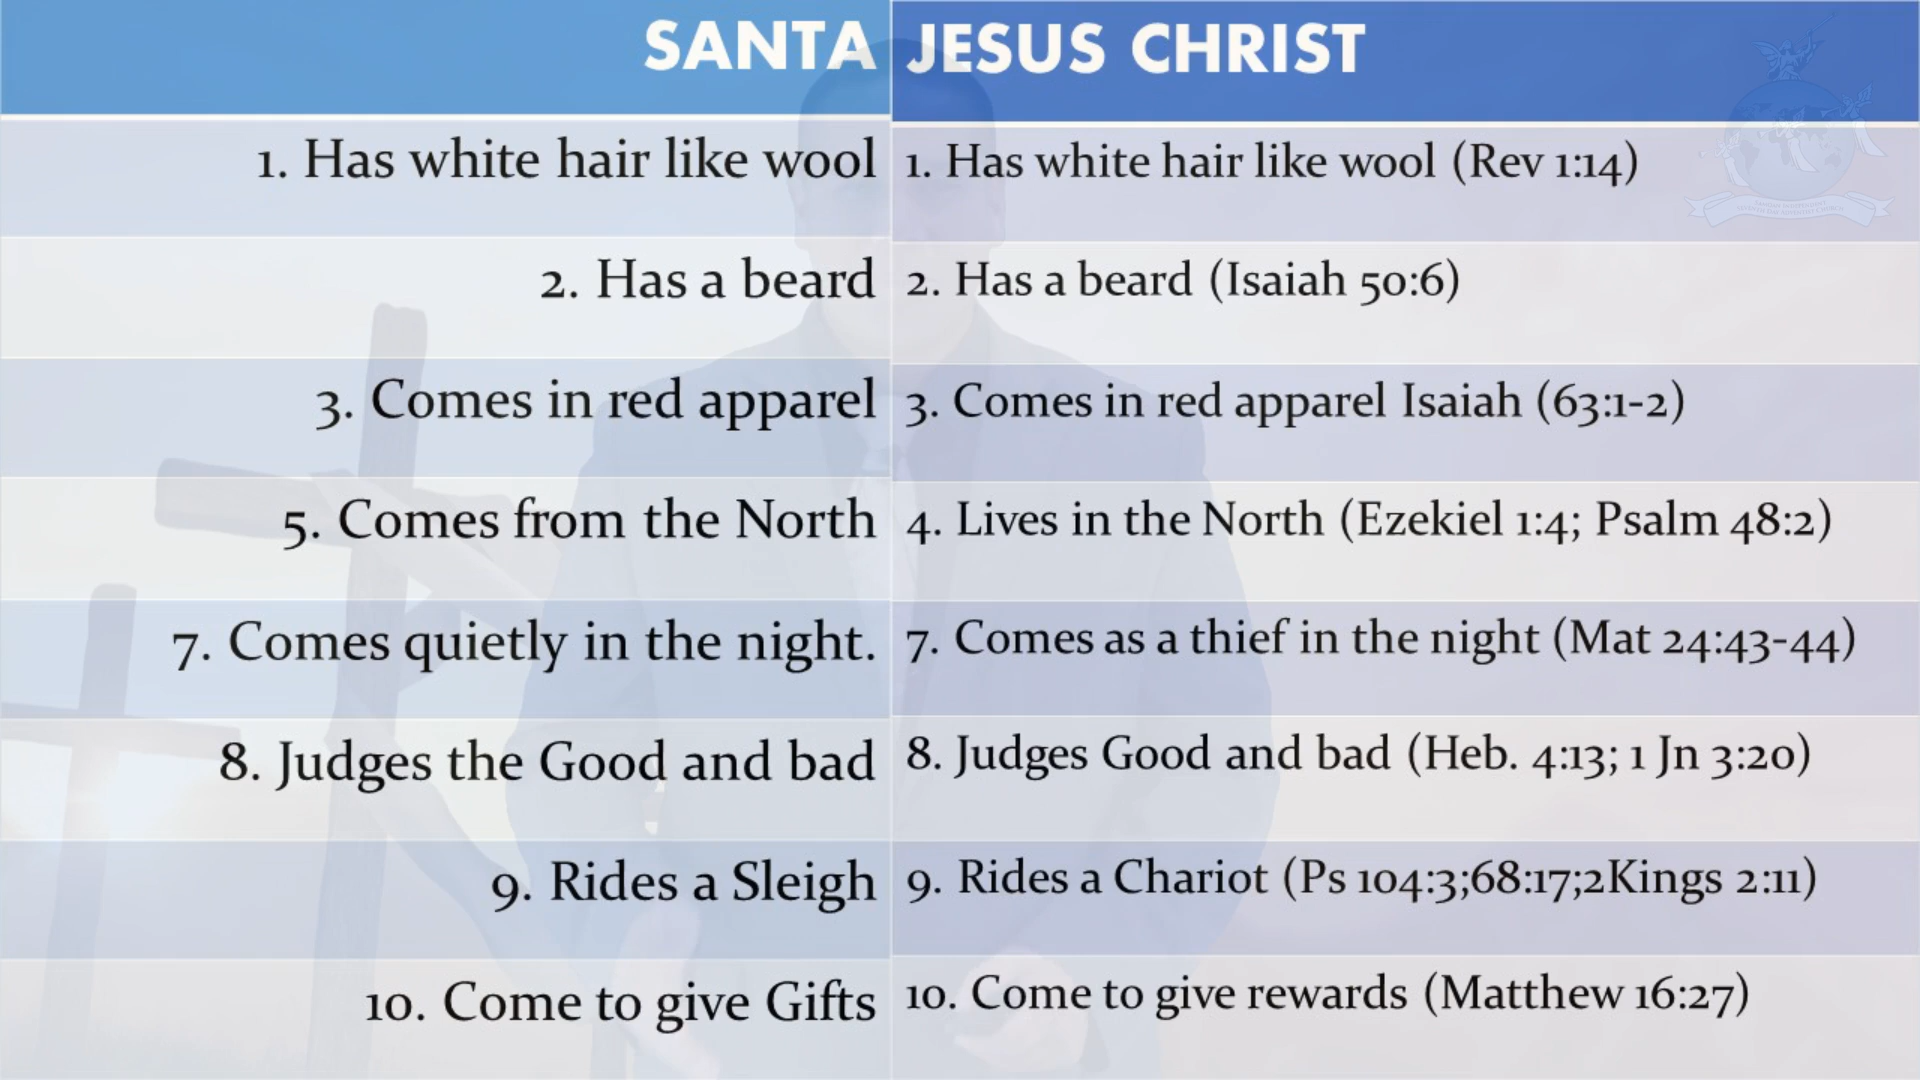 SANTA JESUS CHRIST
1. Has white hair like wool 1. Has white hair like wool (Rev 1:14)
2. Has a beard 2. Has a beard (Isaiah 50:6)
3. Comes in red apparel 3. Comes in red apparel Isaiah (63:1-2)
5. Comes from the North 4. Lives in the North (Ezekiel 1:4; Psalm 48:2)
7. Comes quietly in the night. 7. Comes as a thief in the night (Mat 24:43-44)
8. Judges the Good and bad 8. Judges Good and bad (Heb. 4:13; 1 Jn 3:20)
9. Rides a Sleigh 9. Rides a Chariot (Ps 104:3;68:17;2Kings 2:11)
10. Come to give Gifts 10. Come to give rewards (Matthew 16:27)